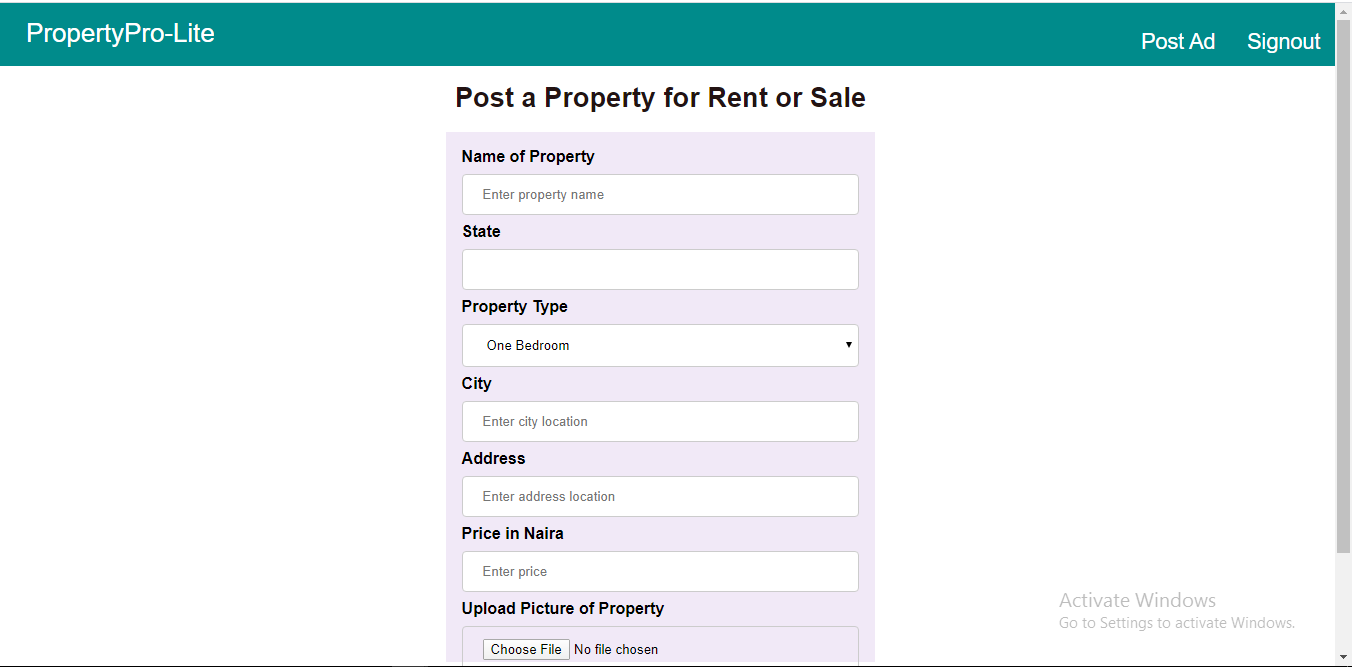 PropertyPro-Lite
Post Ad Signout
Post a Property for Rent or Sale
Name of Property
Enter property name
State
Property Type
One Bedroom
City
Enter city location
Address
Enter address location
Price in Naira
Enter price
Upload Picture of Property
Choose File No file chosen
Activate Windows
Go to Settings to activate Windows.